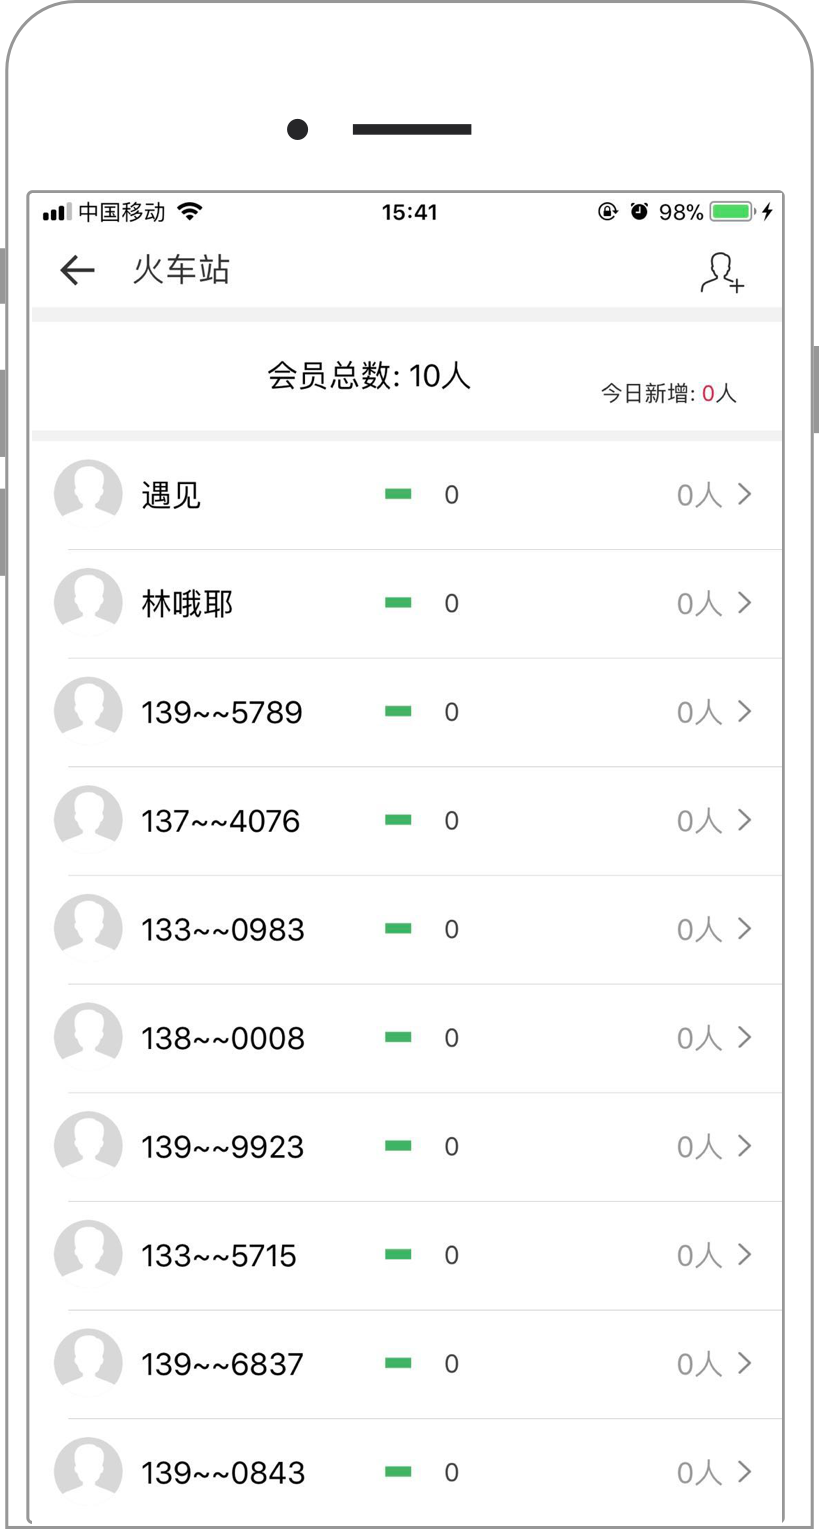 中国移动 15:41 98%
火车站
会员总数: 10人
今日新增: 0人
遇见 0 0人
林哦耶 0 0人
139~~5789 0 0人
137~~4076 0 0人
133~~0983 0 0人
138~~0008 0 0人
139~~9923 0 0人
133~~5715 0 0人
139~~6837 0 0人
139~~0843 0 0人